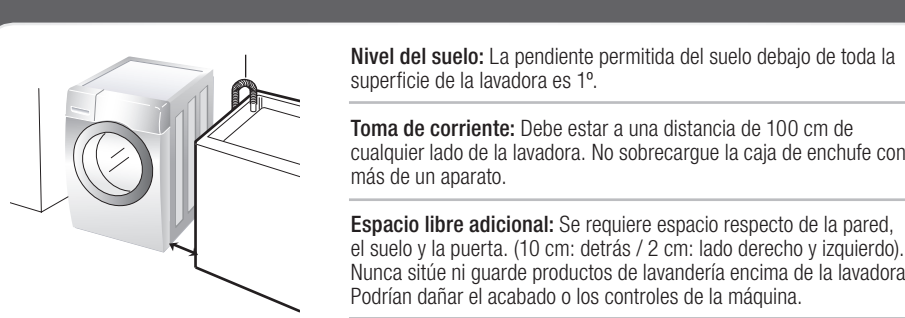 Nivel del suelo: La pendiente permitida del suelo debajo de toda la
superficie de la lavadora es 1º.
Toma de corriente: Debe estar a una distancia de 100 cm de
cualquier lado de la lavadora. No sobrecargue la caja de enchufe con
más de un aparato.
Espacio libre adicional: Se requiere espacio respecto de la pared,
el suelo y la puerta. (10 cm: detrás / 2 cm: lado derecho y izquierdo).
Nunca sitúe ni guarde productos de lavandería encima de la lavadora
Podrían dañar el acabado o los controles de la máquina.